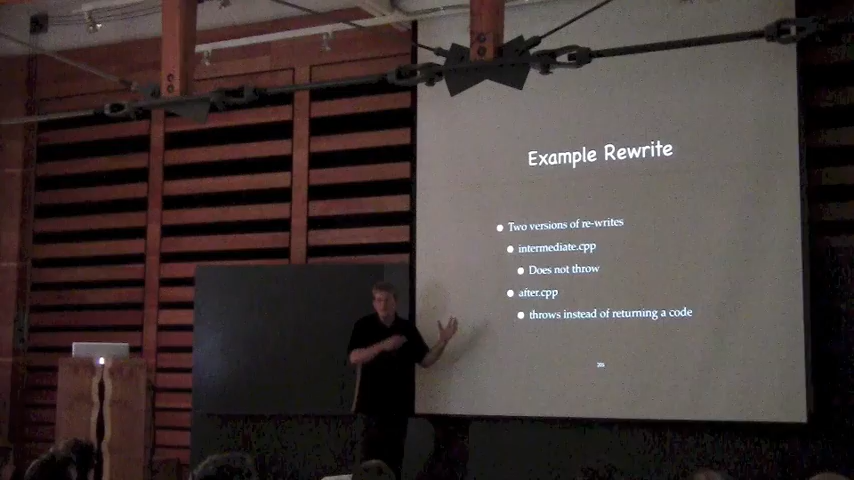 Example Rewrite
Two versions of re-writes
intermediate.cpp
Does not throw
after.cpp
throws instead of returning a code